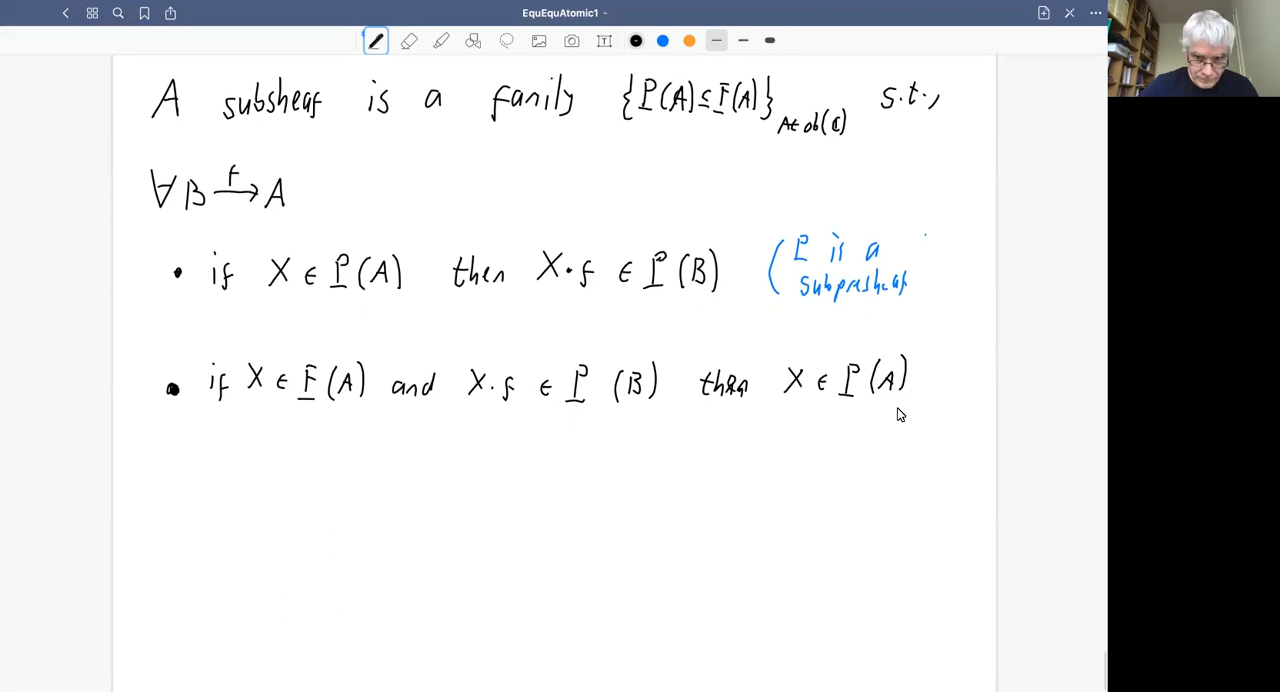 EquEquAtomic1
A subsheaf is a family {P(A) ⊆ F(A)}_{A∈ob(ℂ)} s.t.,
∀ B —f→ A
• if X ∈ P(A) then X·f ∈ P(B) (P is a
subpresheaf
• if X ∈ F(A) and X·f ∈ P(B) then X ∈ P(A)